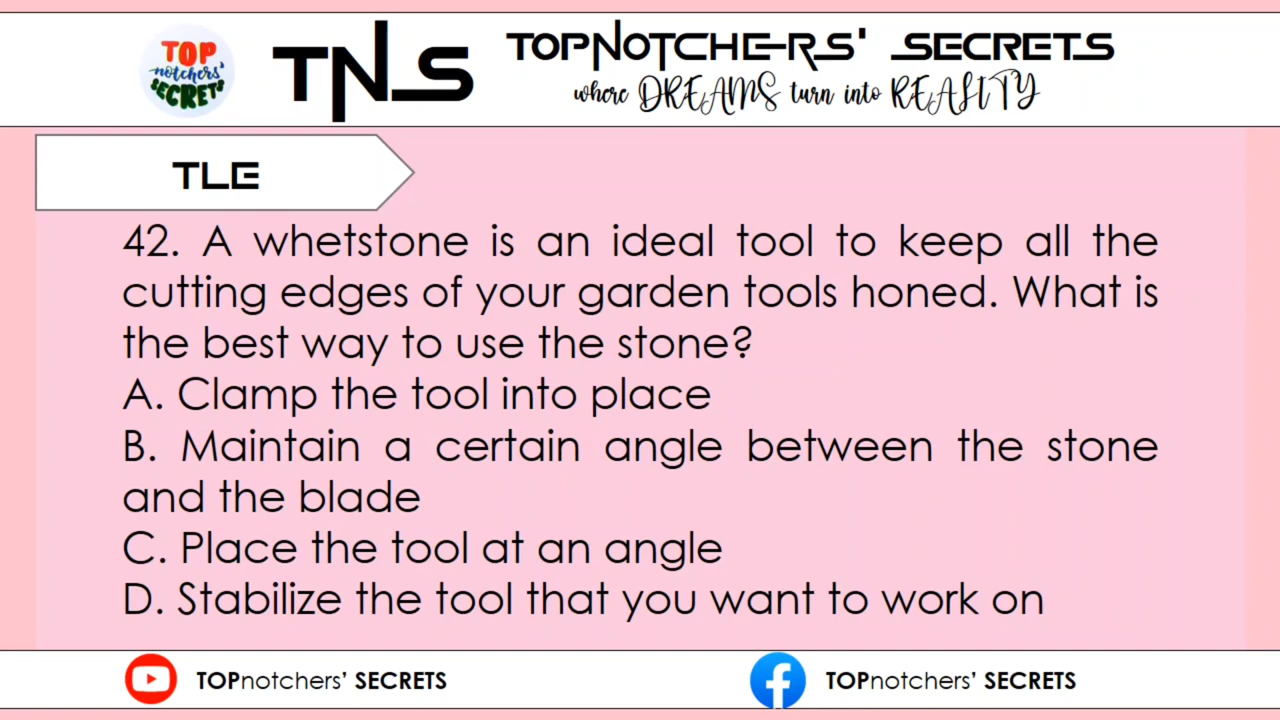 TOP
notchers'
SECRETS
TNS
TOPNOTCHERS' SECRETS
where DREAMS turn into REALITY
TLE
42. A whetstone is an ideal tool to keep all the
cutting edges of your garden tools honed. What is
the best way to use the stone?
A. Clamp the tool into place
B. Maintain a certain angle between the stone
and the blade
C. Place the tool at an angle
D. Stabilize the tool that you want to work on
TOPnotchers' SECRETS
TOPnotchers' SECRETS